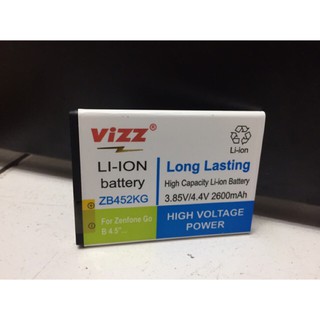 ViZZ®
LI-ION
battery
ZB452KG
For Zenfone Go
B 4.5"...
Li-ion
Long Lasting
High Capacity Li-ion Battery
3.85V/4.4V 2600mAh
HIGH VOLTAGE
POWER